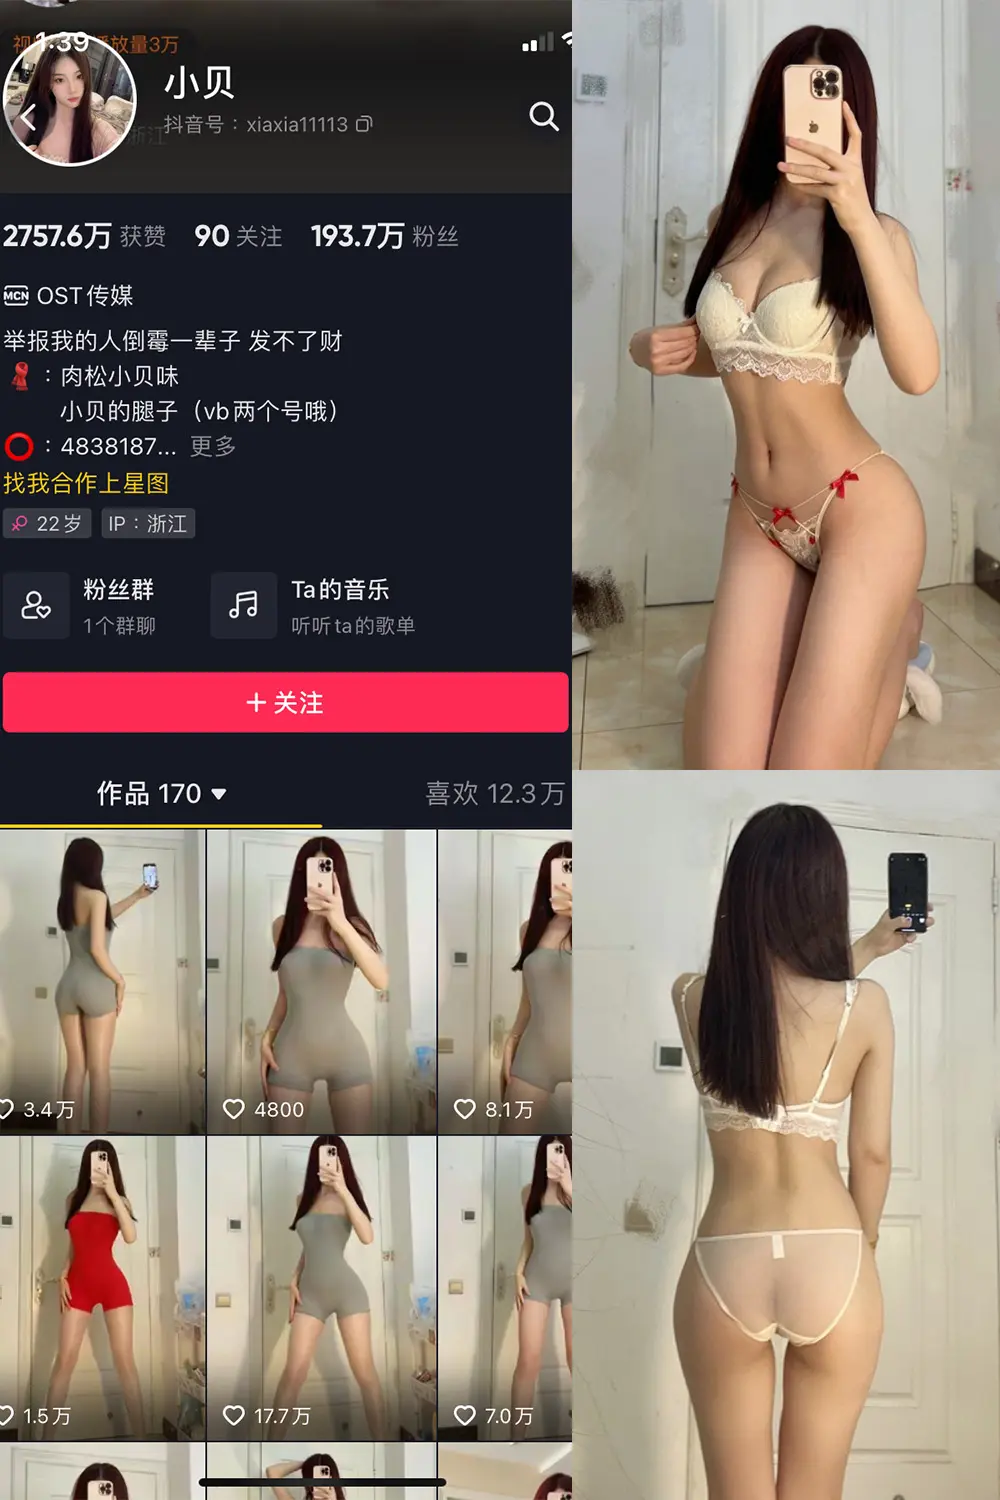 1:39
放量3万
小贝
抖音号：xiaxia11113
浙江
2757.6万 获赞 90 关注 193.7万 粉丝
MCN OST传媒
举报我的人倒霉一辈子 发不了财
：肉松小贝味
小贝的腿子（vb两个号哦）
：4838187... 更多
找我合作上星图
22岁 IP：浙江
粉丝群
1个群聊
Ta的音乐
听听ta的歌单
+ 关注
作品 170 喜欢 12.3万
3.4万 4800 8.1万
1.5万 17.7万 7.0万